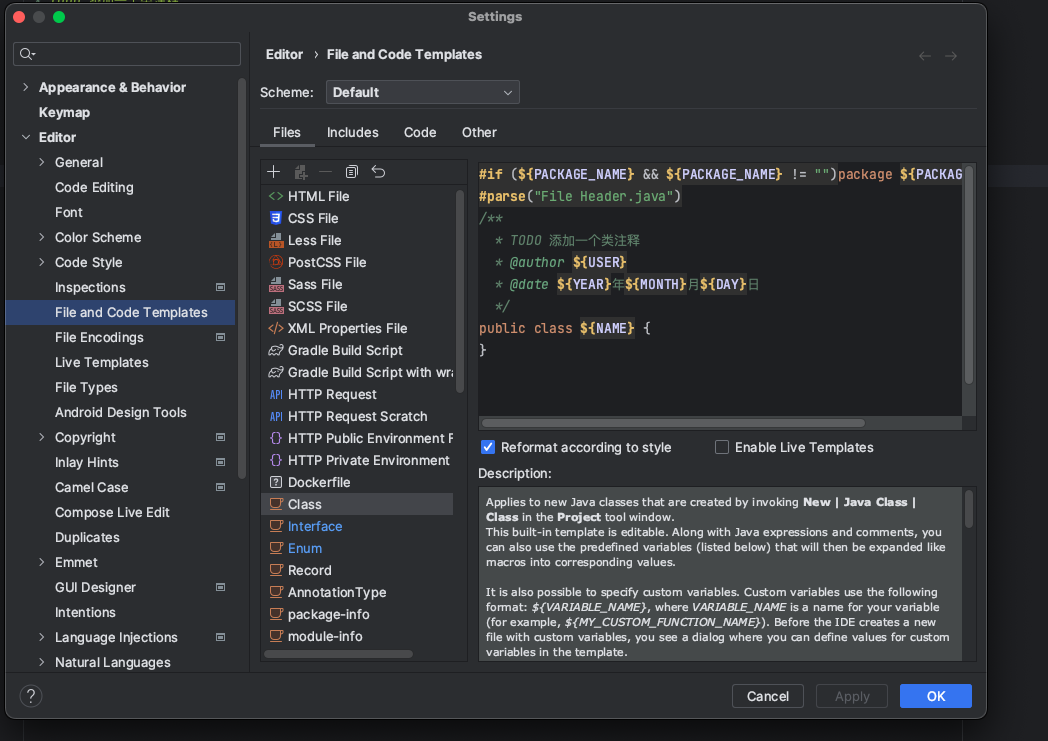 Settings
Editor › File and Code Templates
Scheme: Default
Files Includes Code Other
Appearance & Behavior
Keymap
Editor
General
Code Editing
Font
Color Scheme
Code Style
Inspections
File and Code Templates
File Encodings
Live Templates
File Types
Android Design Tools
Copyright
Inlay Hints
Camel Case
Compose Live Edit
Duplicates
Emmet
GUI Designer
Intentions
Language Injections
Natural Languages
HTML File
CSS File
Less File
PostCSS File
Sass File
SCSS File
XML Properties File
Gradle Build Script
Gradle Build Script with wra
HTTP Request
HTTP Request Scratch
HTTP Public Environment F
HTTP Private Environment
Dockerfile
Class
Interface
Enum
Record
AnnotationType
package-info
module-info
#if (${PACKAGE_NAME} && ${PACKAGE_NAME} != "")package ${PACKAG
#parse("File Header.java")
/**
* TODO 添加一个类注释
* @author ${USER}
* @date ${YEAR}年${MONTH}月${DAY}日
*/
public class ${NAME} {
}
Reformat according to style
Enable Live Templates
Description:
Applies to new Java classes that are created by invoking New | Java Class |
Class in the Project tool window.
This built-in template is editable. Along with Java expressions and comments, you
can also use the predefined variables (listed below) that will then be expanded like
macros into corresponding values.
It is also possible to specify custom variables. Custom variables use the following
format: ${VARIABLE_NAME}, where VARIABLE_NAME is a name for your variable
(for example, ${MY_CUSTOM_FUNCTION_NAME}). Before the IDE creates a new
file with custom variables, you see a dialog where you can define values for custom
variables in the template.
? Cancel Apply OK